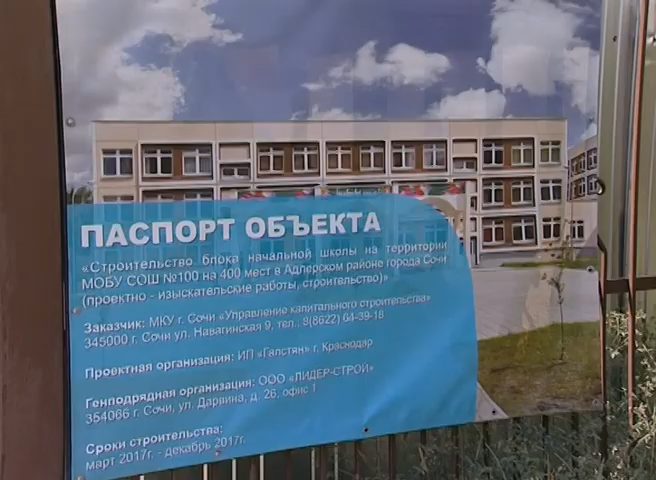 ПАСПОРТ ОБЪЕКТА
«Строительство блока начальной школы на территории
МОБУ СОШ №100 на 400 мест в Адлерском районе города Сочи
(проектно - изыскательские работы, строительство)»
Заказчик: МКУ г. Сочи «Управление капитального строительства»
345000 г. Сочи ул. Навагинская 9, тел.: 8(8622) 64-39-18
Проектная организация: ИП «Галстян» г. Краснодар
Генподрядная организация: ООО «ЛИДЕР-СТРОЙ»
354066 г. Сочи, ул. Дарвина, д. 26, офис 1
Сроки строительства:
март 2017г. - декабрь 2017г.